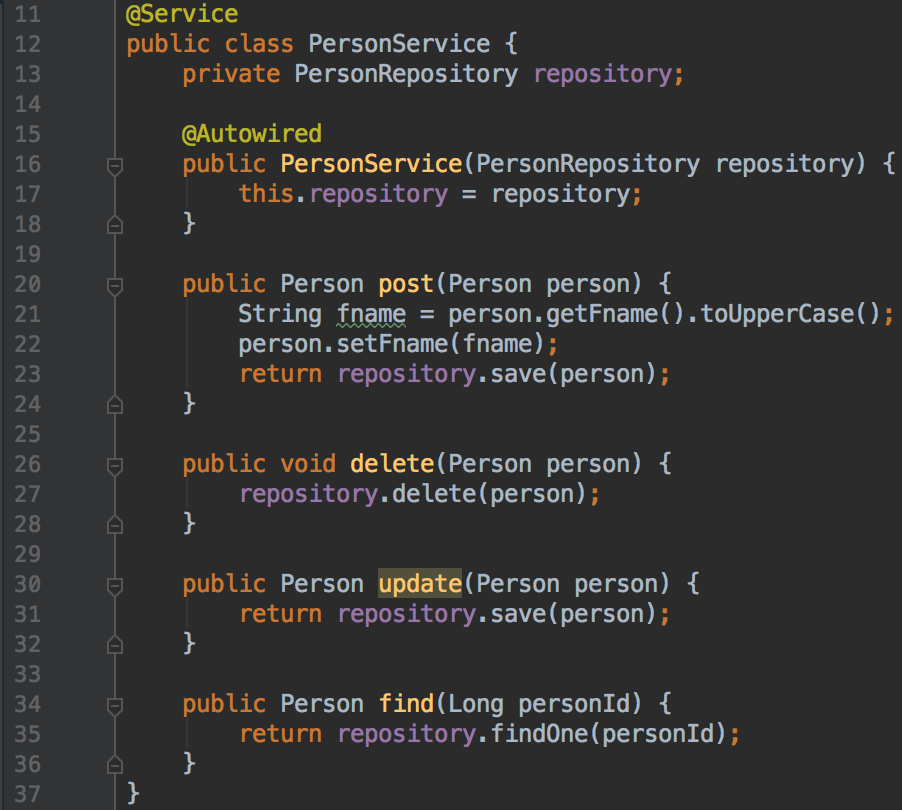 11 @Service
12 public class PersonService {
13     private PersonRepository repository;
14
15     @Autowired
16     public PersonService(PersonRepository repository) {
17         this.repository = repository;
18     }
19
20     public Person post(Person person) {
21         String fname = person.getFname().toUpperCase();
22         person.setFname(fname);
23         return repository.save(person);
24     }
25
26     public void delete(Person person) {
27         repository.delete(person);
28     }
29
30     public Person update(Person person) {
31         return repository.save(person);
32     }
33
34     public Person find(Long personId) {
35         return repository.findOne(personId);
36     }
37 }